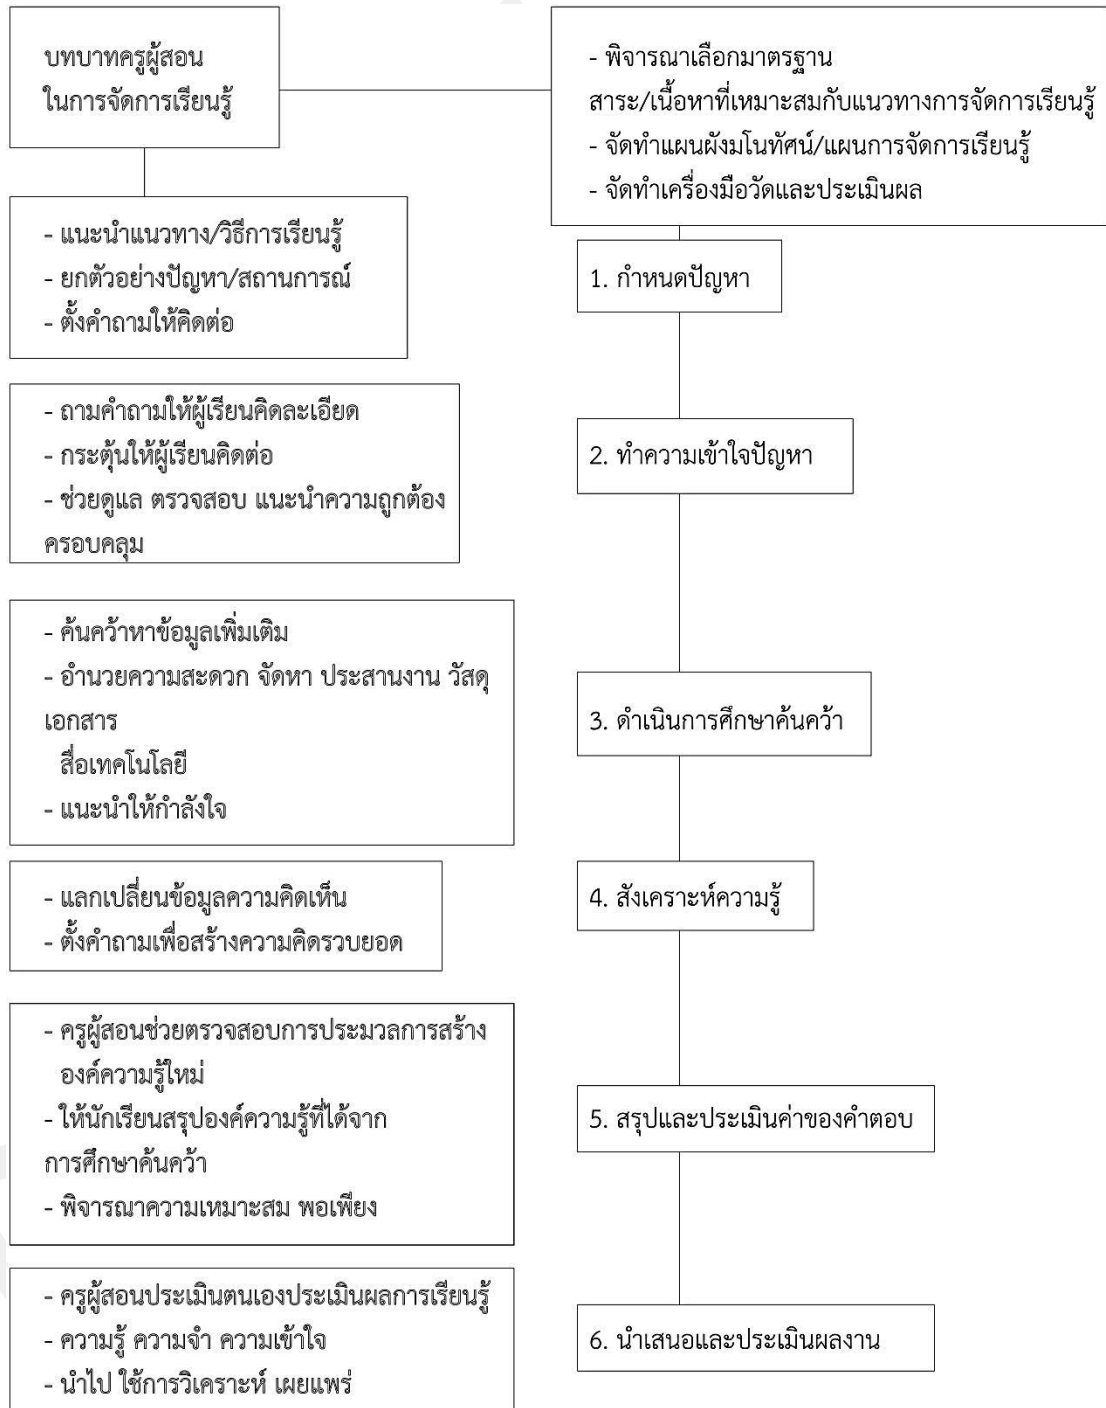 บทบาทครูผู้สอน
ในการจัดการเรียนรู้
- พิจารณาเลือกมาตรฐาน
สาระ/เนื้อหาที่เหมาะสมกับแนวทางการจัดการเรียนรู้
- จัดทำแผนผังมโนทัศน์/แผนการจัดการเรียนรู้
- จัดทำเครื่องมือวัดและประเมินผล
- แนะนำแนวทาง/วิธีการเรียนรู้
- ยกตัวอย่างปัญหา/สถานการณ์
- ตั้งคำถามให้คิดต่อ
1. กำหนดปัญหา
- ถามคำถามให้ผู้เรียนคิดละเอียด
- กระตุ้นให้ผู้เรียนคิดต่อ
- ช่วยดูแล ตรวจสอบ แนะนำความถูกต้อง
ครอบคลุม
2. ทำความเข้าใจปัญหา
- ค้นคว้าหาข้อมูลเพิ่มเติม
- อำนวยความสะดวก จัดหา ประสานงาน วัสดุ
เอกสาร
สื่อเทคโนโลยี
- แนะนำให้กำลังใจ
3. ดำเนินการศึกษาค้นคว้า
- แลกเปลี่ยนข้อมูลความคิดเห็น
- ตั้งคำถามเพื่อสร้างความคิดรวบยอด
4. สังเคราะห์ความรู้
- ครูผู้สอนช่วยตรวจสอบการประมวลการสร้าง
องค์ความรู้ใหม่
- ให้นักเรียนสรุปองค์ความรู้ที่ได้จาก
การศึกษาค้นคว้า
- พิจารณาความเหมาะสม พอเพียง
5. สรุปและประเมินค่าของคำตอบ
- ครูผู้สอนประเมินตนเองประเมินผลการเรียนรู้
- ความรู้ ความจำ ความเข้าใจ
- นำไป ใช้การวิเคราะห์ เผยแพร่
6. นำเสนอและประเมินผลงาน